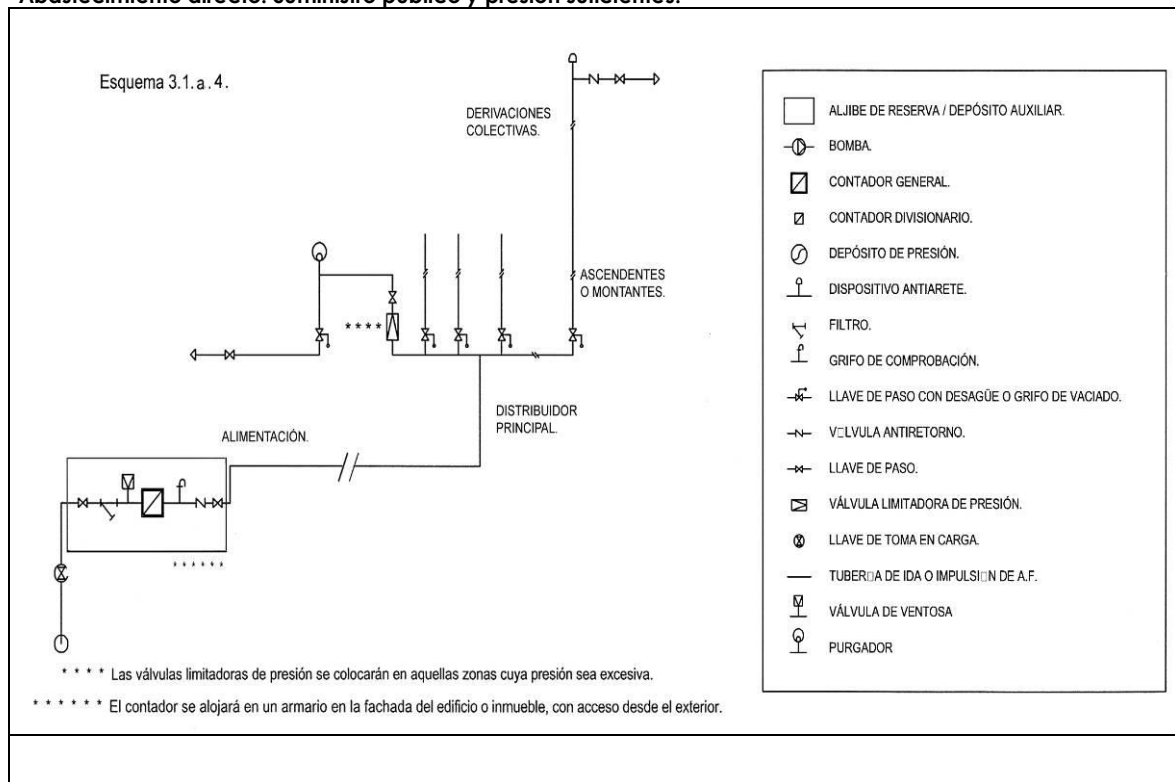 Abastecimiento directo. Suministro público y presión suficientes.
Esquema 3.1.a.4.
DERIVACIONES
COLECTIVAS.
ASCENDENTES
O MONTANTES.
* * * *
DISTRIBUIDOR
PRINCIPAL.
ALIMENTACIÓN.
* * * * * *
* * * * Las válvulas limitadoras de presión se colocarán en aquellas zonas cuya presión sea excesiva.
* * * * * * El contador se alojará en un armario en la fachada del edificio o inmueble, con acceso desde el exterior.
ALJIBE DE RESERVA / DEPÓSITO AUXILIAR.
BOMBA.
CONTADOR GENERAL.
CONTADOR DIVISIONARIO.
DEPÓSITO DE PRESIÓN.
DISPOSITIVO ANTIARETE.
FILTRO.
GRIFO DE COMPROBACIÓN.
LLAVE DE PASO CON DESAGÜE O GRIFO DE VACIADO.
V□LVULA ANTIRETORNO.
LLAVE DE PASO.
VÁLVULA LIMITADORA DE PRESIÓN.
LLAVE DE TOMA EN CARGA.
TUBER□A DE IDA O IMPULSI□N DE A.F.
VÁLVULA DE VENTOSA
PURGADOR